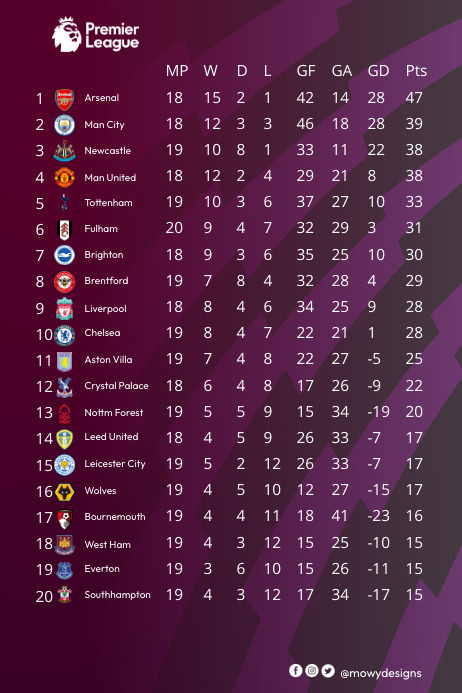 Premier
League
MP W D L GF GA GD Pts
1 Arsenal 18 15 2 1 42 14 28 47
2 Man City 18 12 3 3 46 18 28 39
3 Newcastle 19 10 8 1 33 11 22 38
4 Man United 18 12 2 4 29 21 8 38
5 Tottenham 19 10 3 6 37 27 10 33
6 Fulham 20 9 4 7 32 29 3 31
7 Brighton 18 9 3 6 35 25 10 30
8 Brentford 19 7 8 4 32 28 4 29
9 Liverpool 18 8 4 6 34 25 9 28
10 Chelsea 19 8 4 7 22 21 1 28
11 Aston Villa 19 7 4 8 22 27 -5 25
12 Crystal Palace 18 6 4 8 17 26 -9 22
13 Nottm Forest 19 5 5 9 15 34 -19 20
14 Leed United 18 4 5 9 26 33 -7 17
15 Leicester City 19 5 2 12 26 33 -7 17
16 Wolves 19 4 5 10 12 27 -15 17
17 Bournemouth 19 4 4 11 18 41 -23 16
18 West Ham 19 4 3 12 15 25 -10 15
19 Everton 19 3 6 10 15 26 -11 15
20 Southhampton 19 4 3 12 17 34 -17 15
@mowydesigns